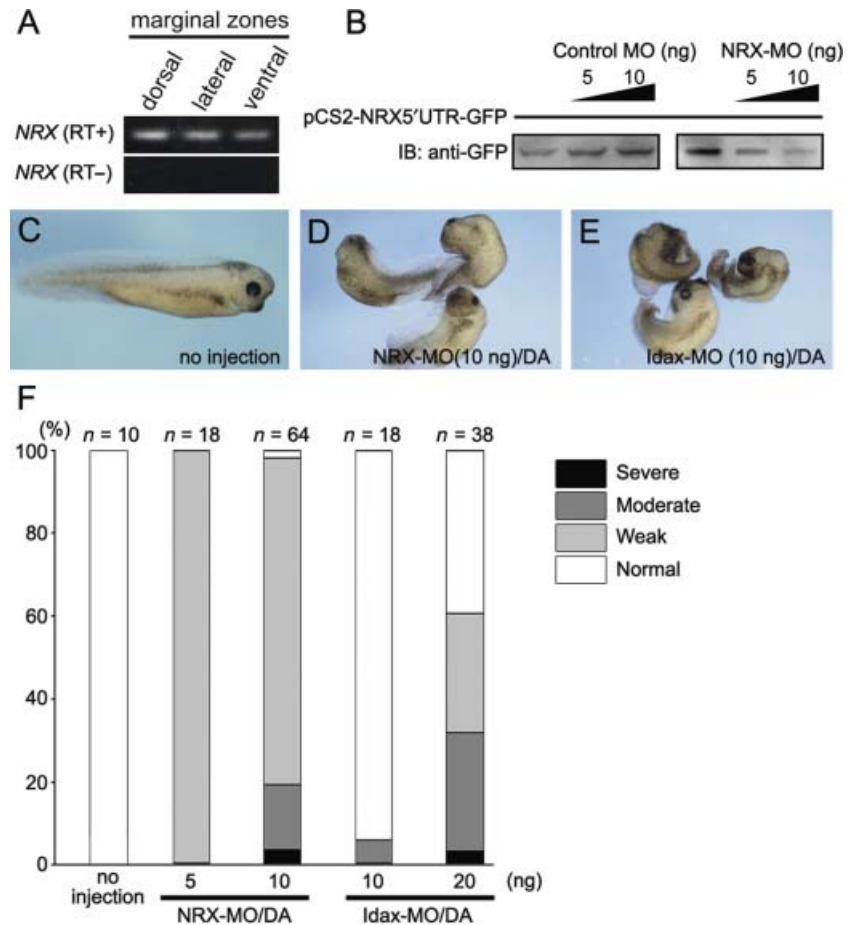 A
marginal zones
dorsal
lateral
ventral
NRX (RT+)
NRX (RT–)
B
Control MO (ng)
NRX-MO (ng)
5
10
5
10
pCS2-NRX5′UTR-GFP
IB: anti-GFP
C
no injection
D
NRX-MO(10 ng)/DA
E
Idax-MO (10 ng)/DA
F
(%)
n = 10
n = 18
n = 64
n = 18
n = 38
100
80
60
40
20
0
Severe
Moderate
Weak
Normal
no
injection
5
10
10
20
(ng)
NRX-MO/DA
Idax-MO/DA